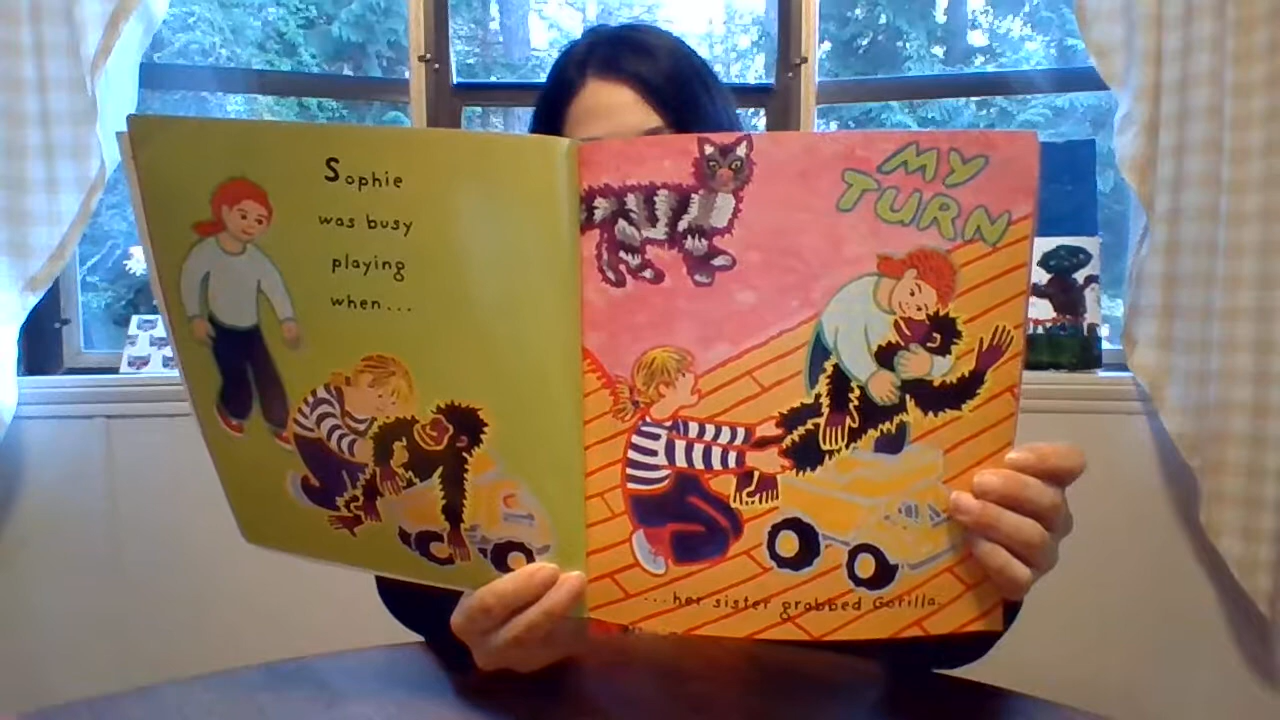 Sophie
was busy
playing
when...
MY
TURN
...her sister grabbed Gorilla.